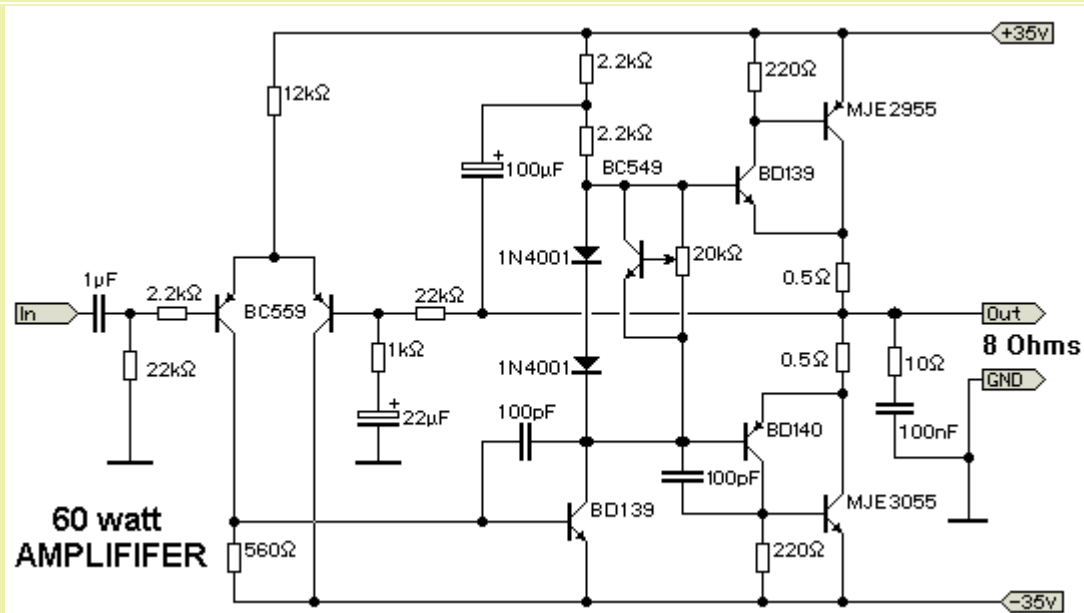 +35v
2.2kΩ
220Ω
12kΩ
MJE2955
2.2kΩ
+
100µF
BC549
BD139
1N4001
20kΩ
1µF
0.5Ω
2.2kΩ
In
BC559
22kΩ
Out
8 Ohms
1kΩ
0.5Ω
10Ω
22kΩ
1N4001
GND
+
22µF
100pF
BD140
100nF
100pF
60 watt
AMPLIFIFER
BD139
MJE3055
560Ω
220Ω
-35v